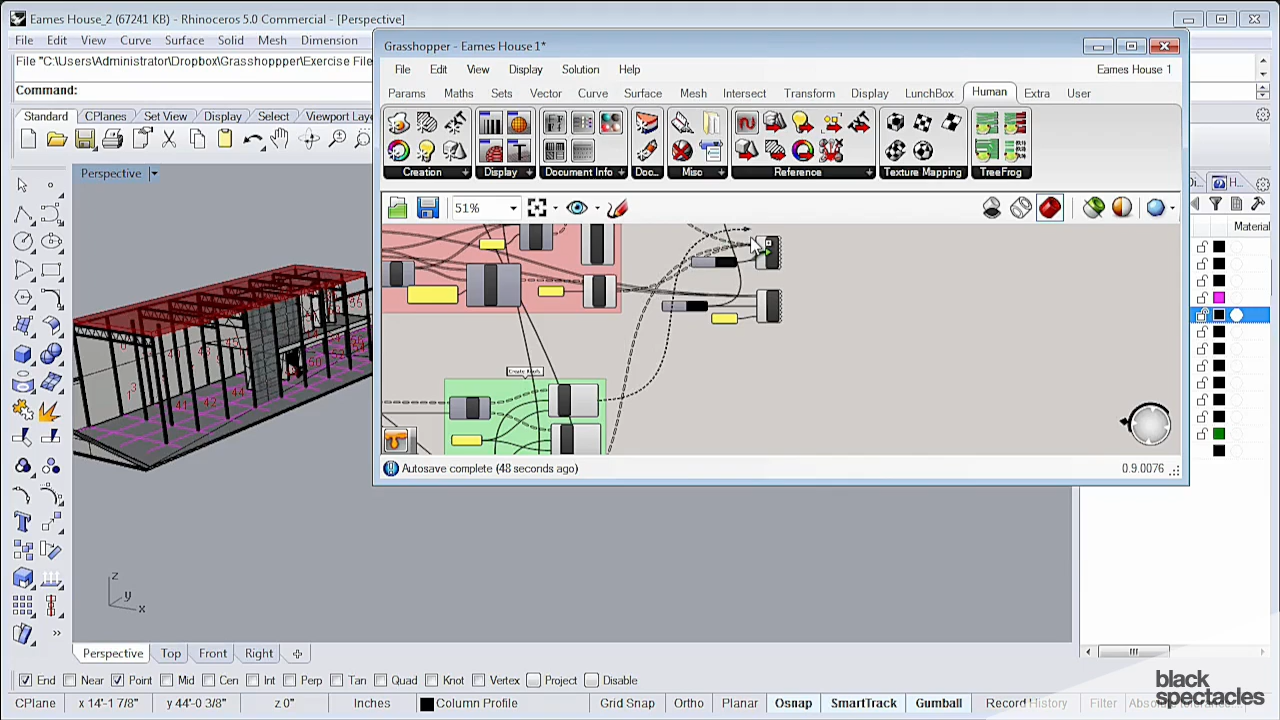 Eames House_2 (67241 KB) - Rhinoceros 5.0 Commercial - [Perspective]
File Edit View Curve Surface Solid Mesh Dimension
File "C:\Users\Administrator\Dropbox\Grasshoppper\Exercise File
Command:
Standard CPlanes Set View Display Select Viewport Layo
Perspective
Grasshopper - Eames House 1*
File Edit View Display Solution Help
Eames House 1
Params Maths Sets Vector Curve Surface Mesh Intersect Transform Display LunchBox Human Extra User
Creation Display Document Info Doc... Misc Reference Texture Mapping TreeFrog
51%
Autosave complete (48 seconds ago)
0.9.0076
Material
41 42 44
z
y
x
Perspective Top Front Right
End Near Point Mid Cen Int Perp Tan Quad Knot Vertex Project Disable
CPlane x 14'-1 7/8" y 44'-0 3/8" z 0" Inches Column Profile Grid Snap Ortho Planar Osnap SmartTrack Gumball Record History Filter
black
spectacles